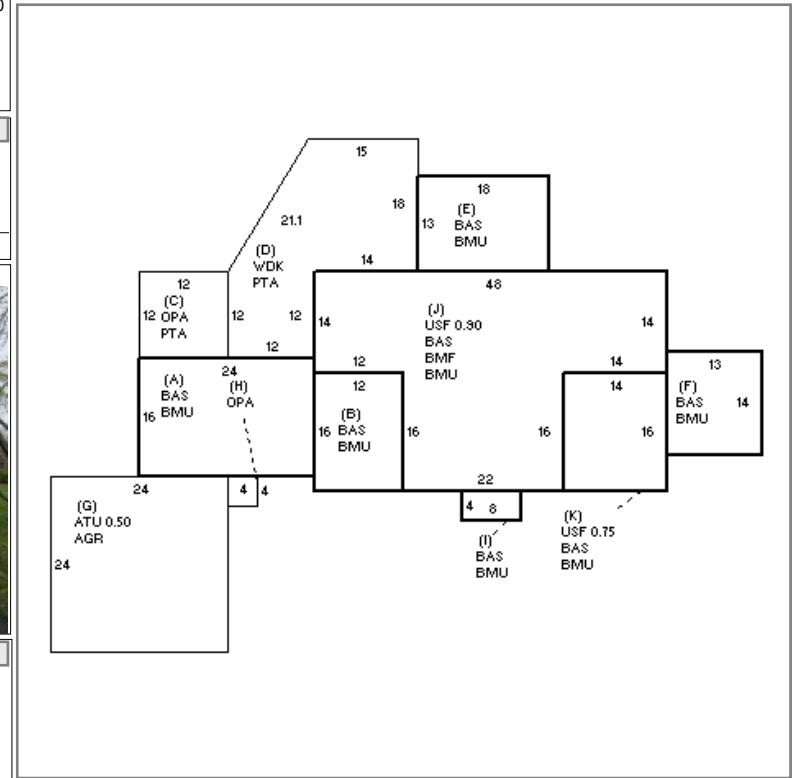 0
15
18
18
(E)
13
BAS
BMU
21.1
(D)
WDK
PTA
14
12
(C)
12 OPA
PTA
12
12
12
48
14
(J)
USF 0.90
BAS
BMF
BMU
14
24
(A)
BAS
16 BMU
(H)
OPA
12
12
(B)
16 BAS
BMU
16
14
14
16
16
13
(F)
BAS
BMU
14
22
24
4
4
4
8
(G)
ATU 0.50
AGR
24
(I)
BAS
BMU
(K)
USF 0.75
BAS
BMU